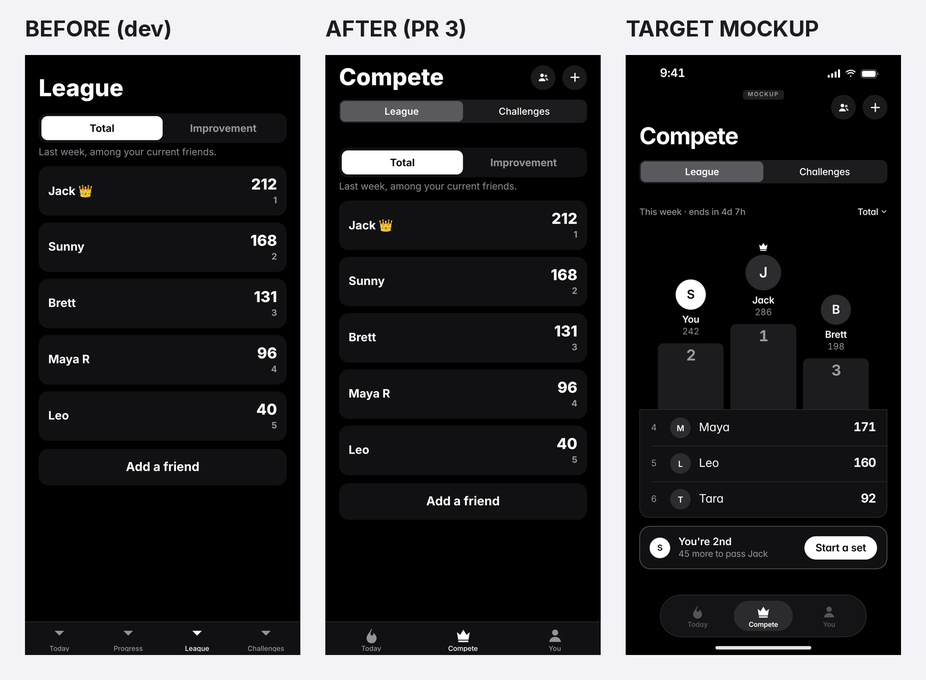 BEFORE (dev)
League
Total
Improvement
Last week, among your current friends.
Jack 👑
212
1
Sunny
168
2
Brett
131
3
Maya R
96
4
Leo
40
5
Add a friend
Today
Progress
League
Challenges
AFTER (PR 3)
Compete
League
Challenges
Total
Improvement
Last week, among your current friends.
Jack 👑
212
1
Sunny
168
2
Brett
131
3
Maya R
96
4
Leo
40
5
Add a friend
Today
Compete
You
TARGET MOCKUP
9:41
MOCKUP
Compete
League
Challenges
This week · ends in 4d 7h
Total
J
Jack
286
S
You
242
B
Brett
198
2
1
3
4 M Maya 171
5 L Leo 160
6 T Tara 92
S
You're 2nd
45 more to pass Jack
Start a set
Today
Compete
You